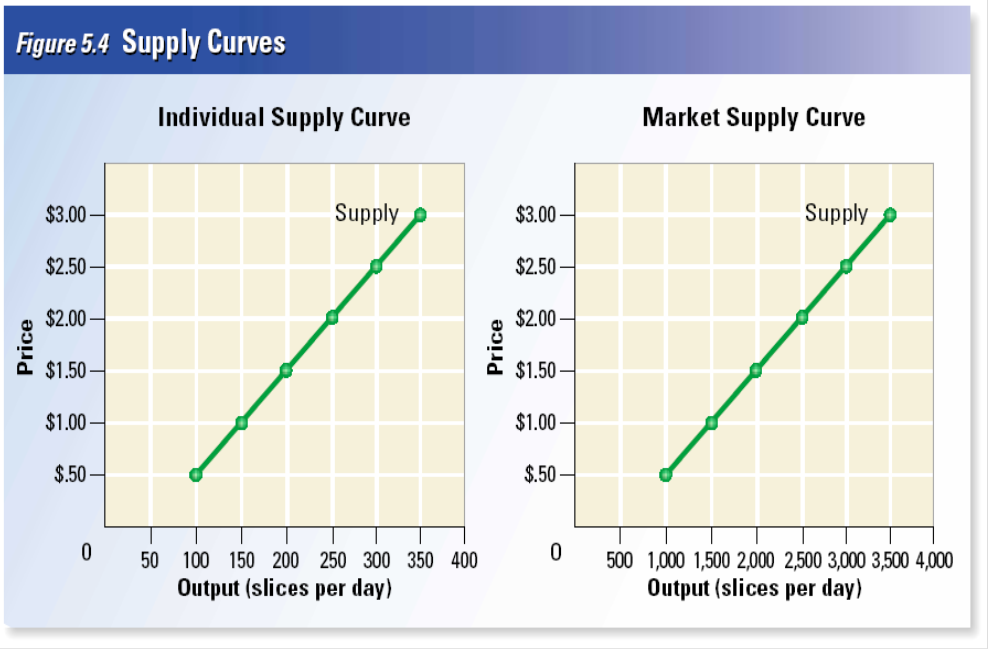 Figure 5.4 Supply Curves
Individual Supply Curve
Supply
$3.00
$2.50
$2.00
$1.50
$1.00
$.50
Price
0
50 100 150 200 250 300 350 400
Output (slices per day)
Market Supply Curve
Supply
$3.00
$2.50
$2.00
$1.50
$1.00
$.50
Price
0
500 1,000 1,500 2,000 2,500 3,000 3,500 4,000
Output (slices per day)